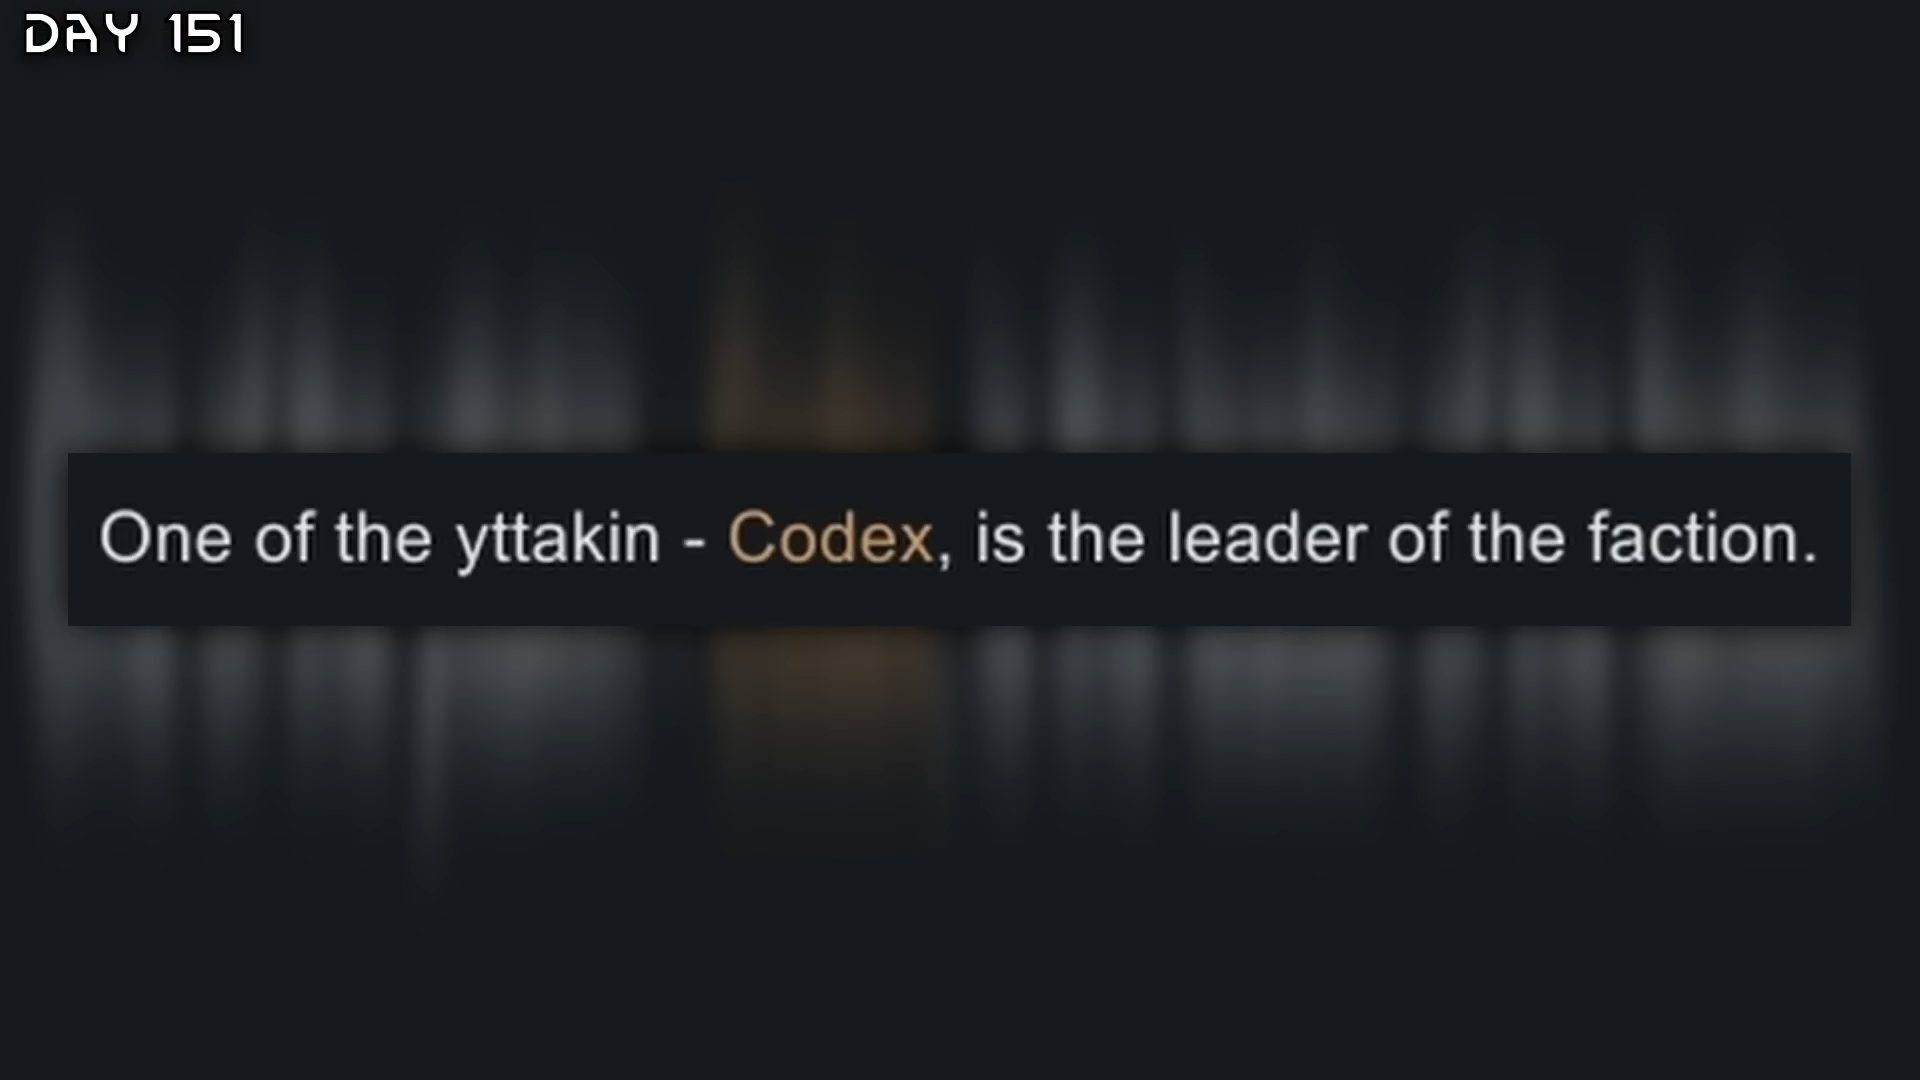 DAY 151
One of the yttakin - Codex, is the leader of the faction.